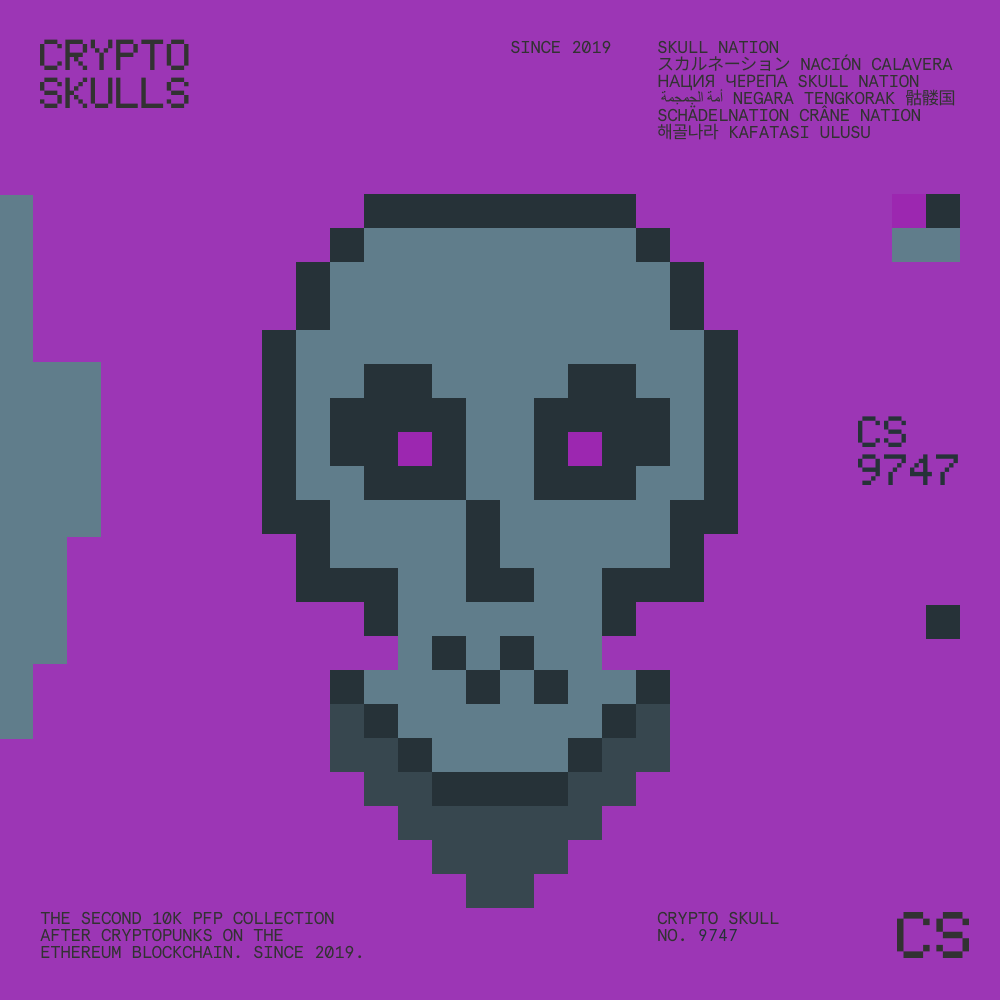 CRYPTO
SKULLS
SINCE 2019
SKULL NATION
スカルネーション NACIÓN CALAVERA
НАЦИЯ ЧЕРЕПА SKULL NATION
أمة الجمجمة NEGARA TENGKORAK 骷髅国
SCHÄDELNATION CRÂNE NATION
해골나라 KAFATASI ULUSU
CS
9747
THE SECOND 10K PFP COLLECTION
AFTER CRYPTOPUNKS ON THE
ETHEREUM BLOCKCHAIN. SINCE 2019.
CRYPTO SKULL
NO. 9747
CS